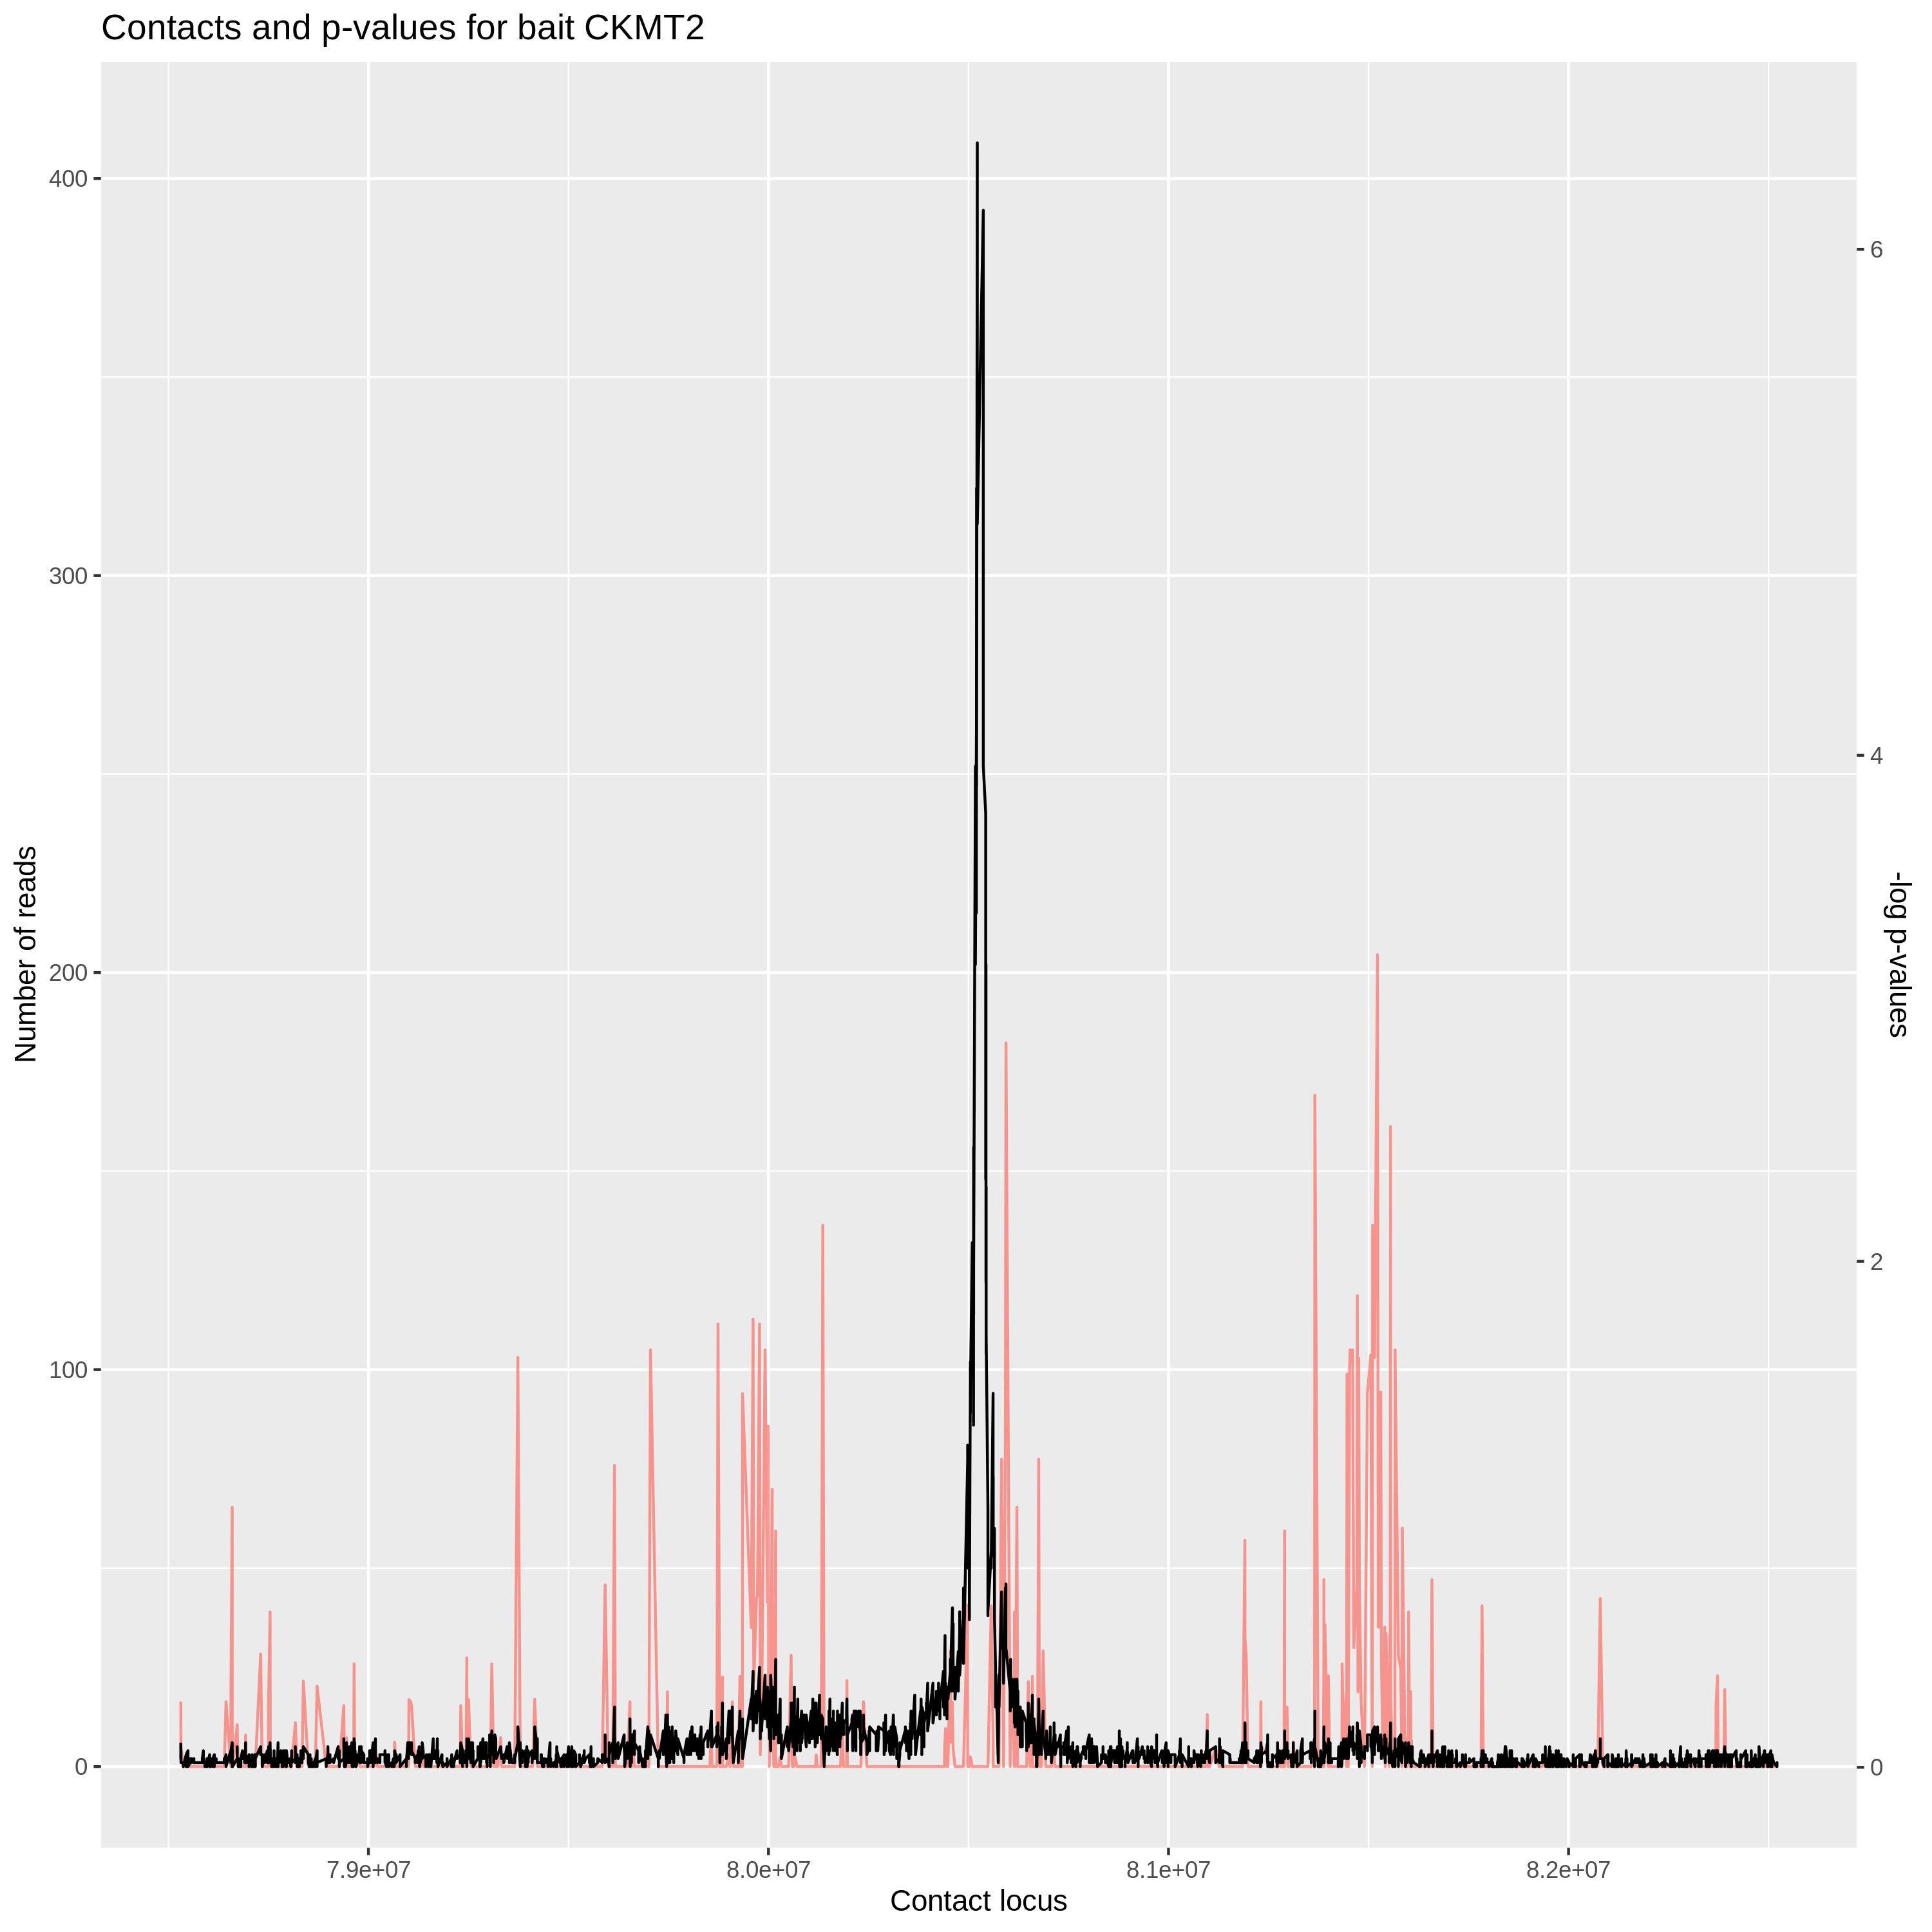 Contacts and p-values for bait CKMT2
400
300
200
100
0
Number of reads
6
4
2
0
-log p-values
7.9e+07
8.0e+07
8.1e+07
8.2e+07
Contact locus